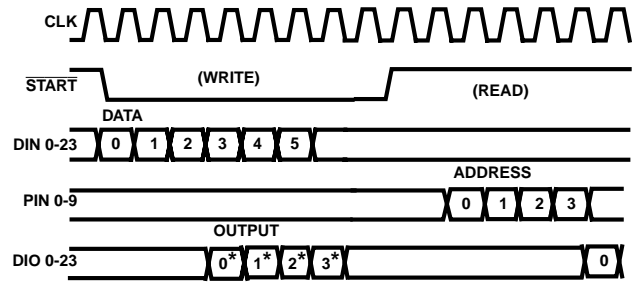 CLK
START (WRITE) (READ)
DATA
DIN 0-23 0 1 2 3 4 5
ADDRESS
PIN 0-9 0 1 2 3
OUTPUT
DIO 0-23 0* 1* 2* 3* 0